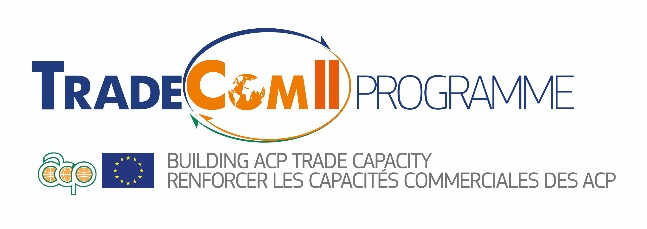 TRADECOMII PROGRAMME
acp
BUILDING ACP TRADE CAPACITY
RENFORCER LES CAPACITÉS COMMERCIALES DES ACP